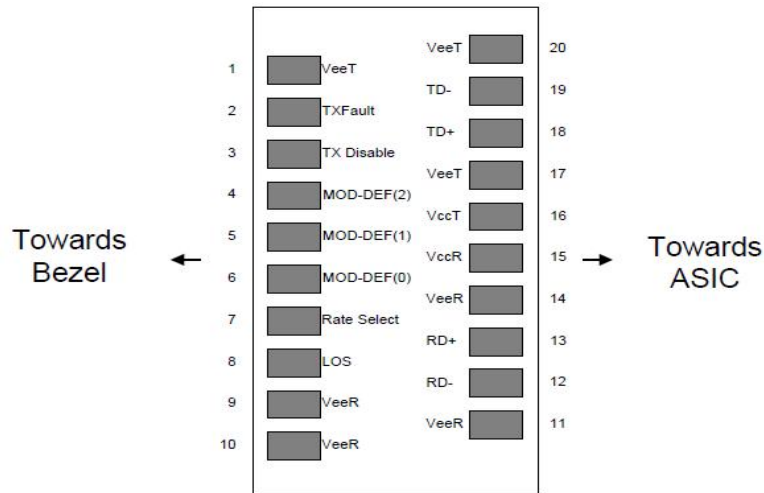 VeeT 20
1 VeeT
TD- 19
2 TXFault
TD+ 18
3 TX Disable
VeeT 17
4 MOD-DEF(2)
VccT 16
5 MOD-DEF(1)
Towards
Bezel
VccR 15
Towards
ASIC
6 MOD-DEF(0)
VeeR 14
7 Rate Select
RD+ 13
8 LOS
RD- 12
9 VeeR
VeeR 11
10 VeeR